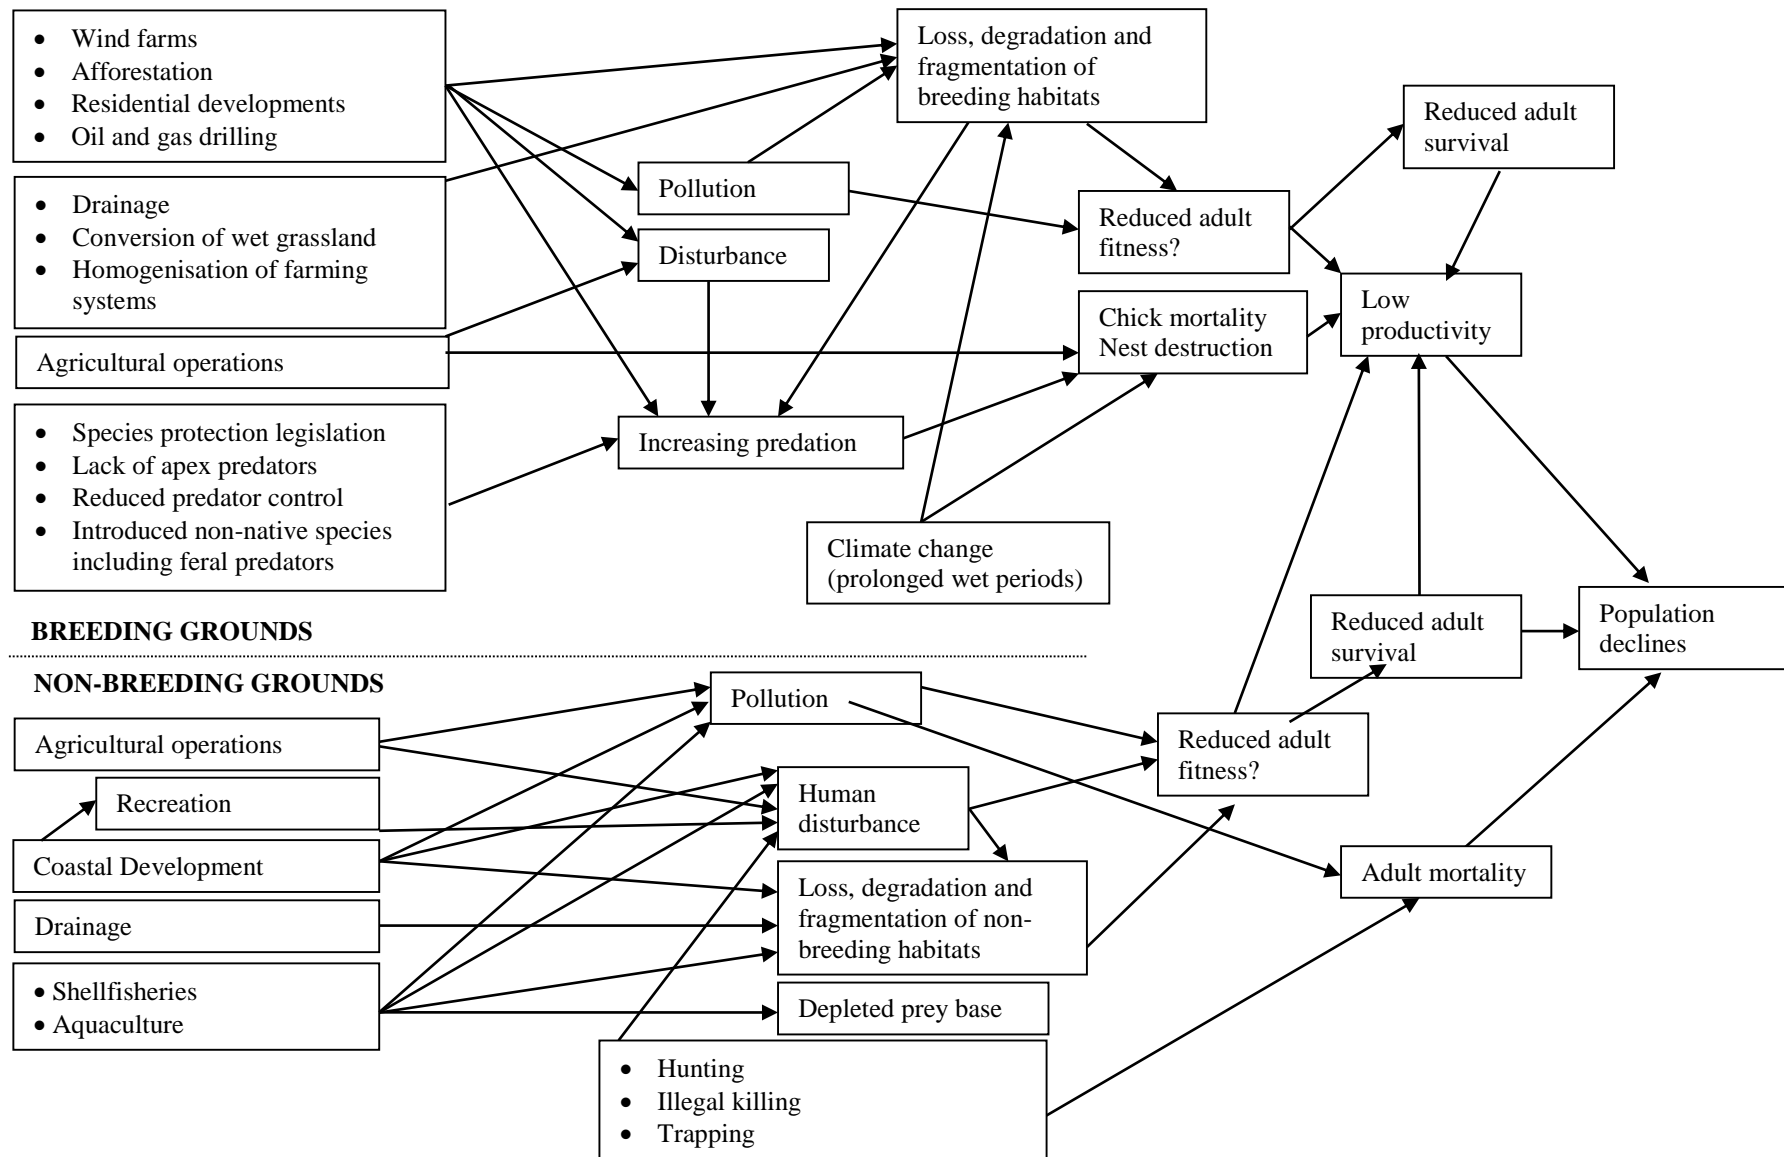 • Wind farms
• Afforestation
• Residential developments
• Oil and gas drilling
Loss, degradation and
fragmentation of
breeding habitats
Reduced adult
survival
• Drainage
• Conversion of wet grassland
• Homogenisation of farming
systems
Pollution
Disturbance
Reduced adult
fitness?
Low
productivity
Chick mortality
Nest destruction
Agricultural operations
• Species protection legislation
• Lack of apex predators
• Reduced predator control
• Introduced non-native species
including feral predators
Increasing predation
Climate change
(prolonged wet periods)
Reduced adult
survival
Population
declines
BREEDING GROUNDS
NON-BREEDING GROUNDS
Pollution
Agricultural operations
Recreation
Coastal Development
Drainage
• Shellfisheries
• Aquaculture
Human
disturbance
Loss, degradation and
fragmentation of non-
breeding habitats
Depleted prey base
Reduced adult
fitness?
Adult mortality
• Hunting
• Illegal killing
• Trapping